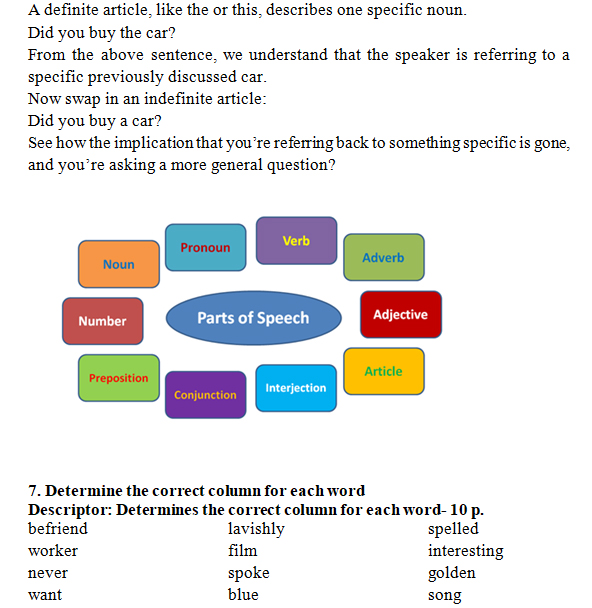 A definite article, like the or this, describes one specific noun.
Did you buy the car?
From the above sentence, we understand that the speaker is referring to a
specific previously discussed car.
Now swap in an indefinite article:
Did you buy a car?
See how the implication that you're referring back to something specific is gone,
and you're asking a more general question?
Verb
Pronoun
Adverb
Noun
Parts of Speech
Adjective
Number
Article
Preposition
Interjection
Conjunction
7. Determine the correct column for each word
Descriptor: Determines the correct column for each word- 10 p.
befriend lavishly spelled
worker film interesting
never spoke golden
want blue song